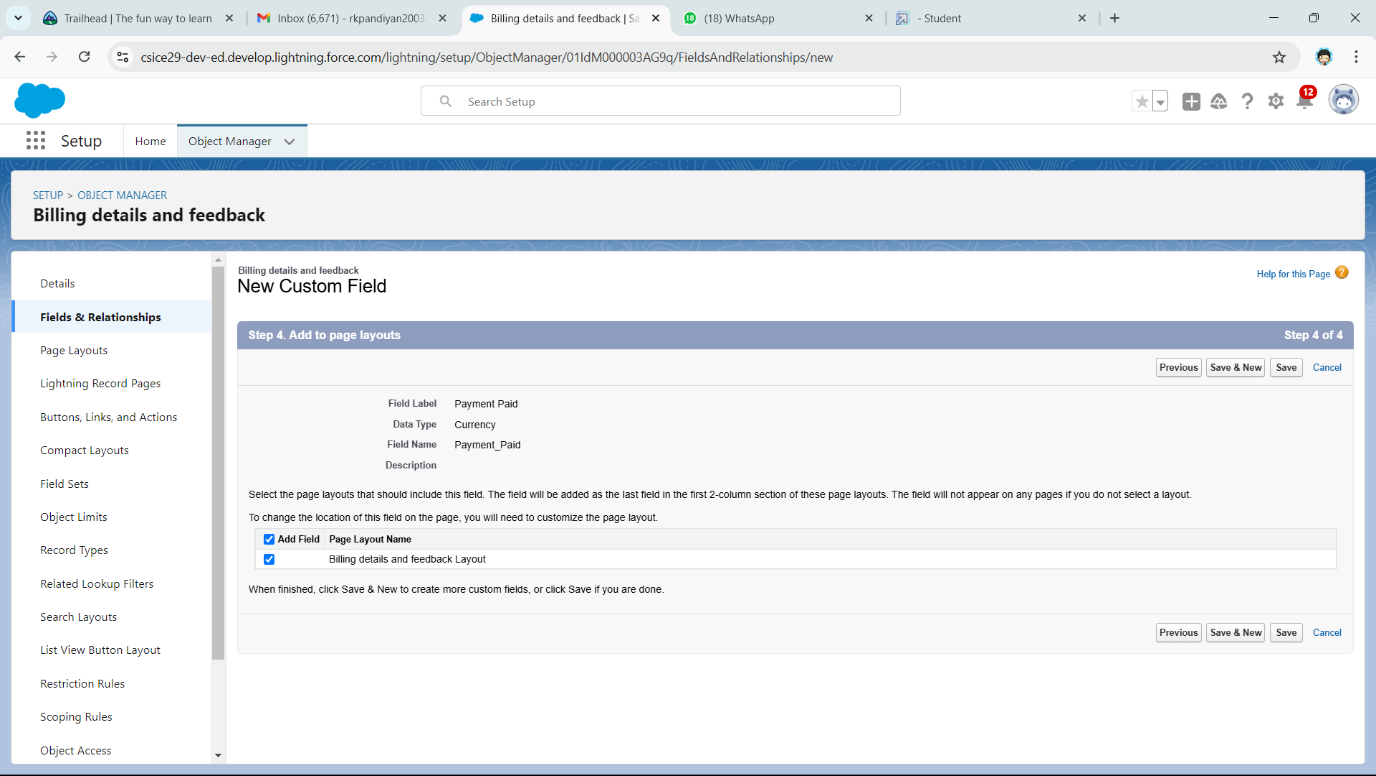 Trailhead | The fun way to learn
Inbox (6,671) - rkpandiyan2003
Billing details and feedback | Sa
18
(18) WhatsApp
- Student
csice29-dev-ed.develop.lightning.force.com/lightning/setup/ObjectManager/01IdM000003AG9q/FieldsAndRelationships/new
Search Setup
12
Setup
Home
Object Manager
SETUP > OBJECT MANAGER
Billing details and feedback
Details
Fields & Relationships
Page Layouts
Lightning Record Pages
Buttons, Links, and Actions
Compact Layouts
Field Sets
Object Limits
Record Types
Related Lookup Filters
Search Layouts
List View Button Layout
Restriction Rules
Scoping Rules
Object Access
Billing details and feedback
New Custom Field
Help for this Page ?
Step 4. Add to page layouts
Step 4 of 4
Previous Save & New Save Cancel
Field Label Payment Paid
Data Type Currency
Field Name Payment_Paid
Description
Select the page layouts that should include this field. The field will be added as the last field in the first 2-column section of these page layouts. The field will not appear on any pages if you do not select a layout.
To change the location of this field on the page, you will need to customize the page layout.
Add Field Page Layout Name
Billing details and feedback Layout
When finished, click Save & New to create more custom fields, or click Save if you are done.
Previous Save & New Save Cancel